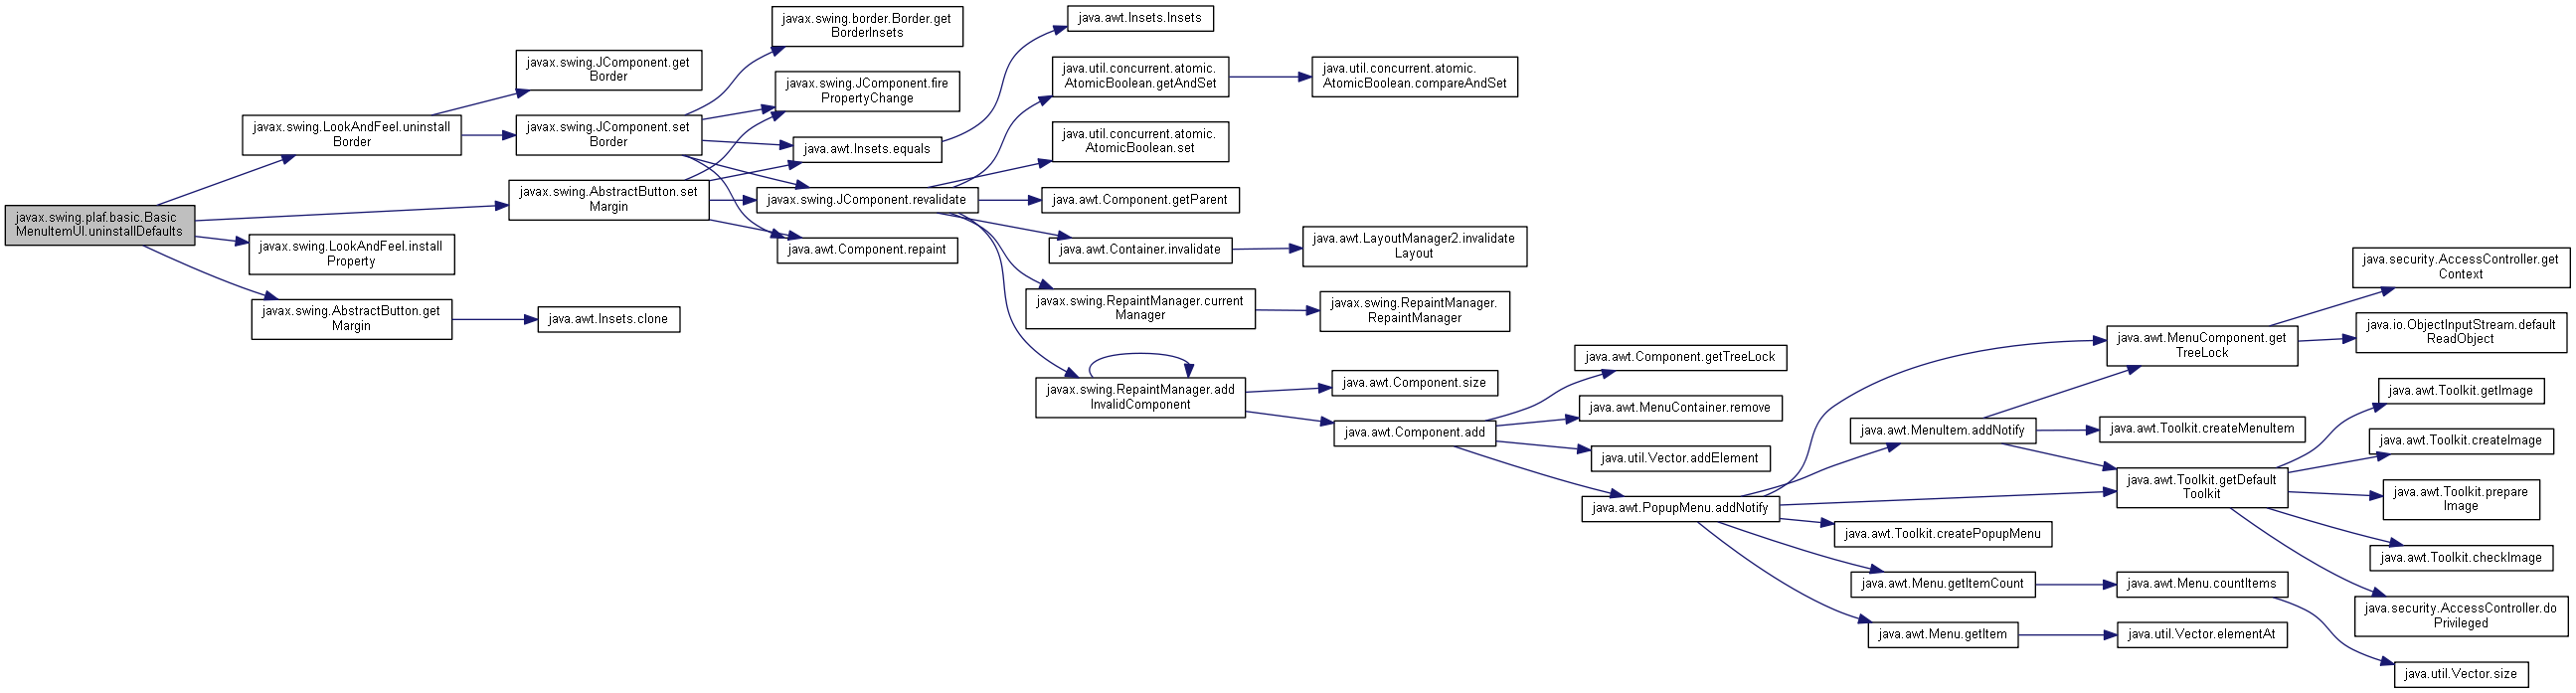 javax.swing.plaf.basic.Basic
MenuItemUI.uninstallDefaults
javax.swing.LookAndFeel.uninstall
Border
javax.swing.JComponent.get
Border
javax.swing.JComponent.set
Border
javax.swing.AbstractButton.set
Margin
javax.swing.LookAndFeel.install
Property
javax.swing.AbstractButton.get
Margin
java.awt.Insets.clone
javax.swing.border.Border.get
BorderInsets
javax.swing.JComponent.fire
PropertyChange
java.awt.Insets.equals
javax.swing.JComponent.revalidate
java.awt.Component.repaint
java.awt.Insets.Insets
java.util.concurrent.atomic.
AtomicBoolean.getAndSet
java.util.concurrent.atomic.
AtomicBoolean.compareAndSet
java.util.concurrent.atomic.
AtomicBoolean.set
java.awt.Component.getParent
java.awt.Container.invalidate
java.awt.LayoutManager2.invalidate
Layout
javax.swing.RepaintManager.current
Manager
javax.swing.RepaintManager.
RepaintManager
javax.swing.RepaintManager.add
InvalidComponent
java.awt.Component.size
java.awt.Component.add
java.awt.Component.getTreeLock
java.awt.MenuContainer.remove
java.util.Vector.addElement
java.awt.PopupMenu.addNotify
java.awt.MenuItem.addNotify
java.awt.Toolkit.createPopupMenu
java.awt.Menu.getItemCount
java.awt.Menu.getItem
java.awt.MenuComponent.get
TreeLock
java.awt.Toolkit.createMenuItem
java.awt.Toolkit.getDefault
Toolkit
java.awt.Menu.countItems
java.util.Vector.elementAt
java.security.AccessController.get
Context
java.io.ObjectInputStream.default
ReadObject
java.awt.Toolkit.getImage
java.awt.Toolkit.createImage
java.awt.Toolkit.prepare
Image
java.awt.Toolkit.checkImage
java.security.AccessController.do
Privileged
java.util.Vector.size